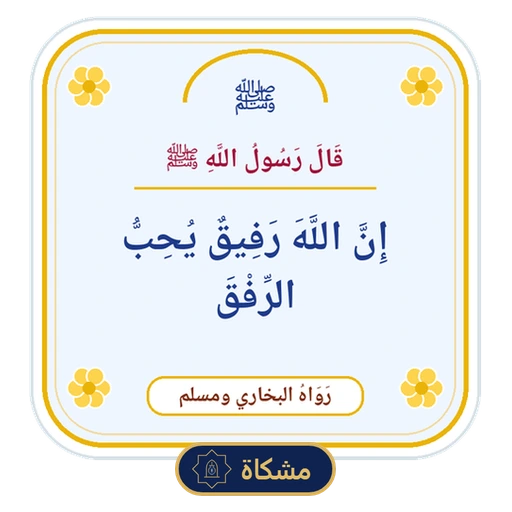 ﷺ
قَالَ رَسُولُ اللَّهِ ﷺ
إِنَّ اللَّهَ رَفِيقٌ يُحِبُّ
الرِّفْقَ
رَوَاهُ البخاري ومسلم
مشكاة